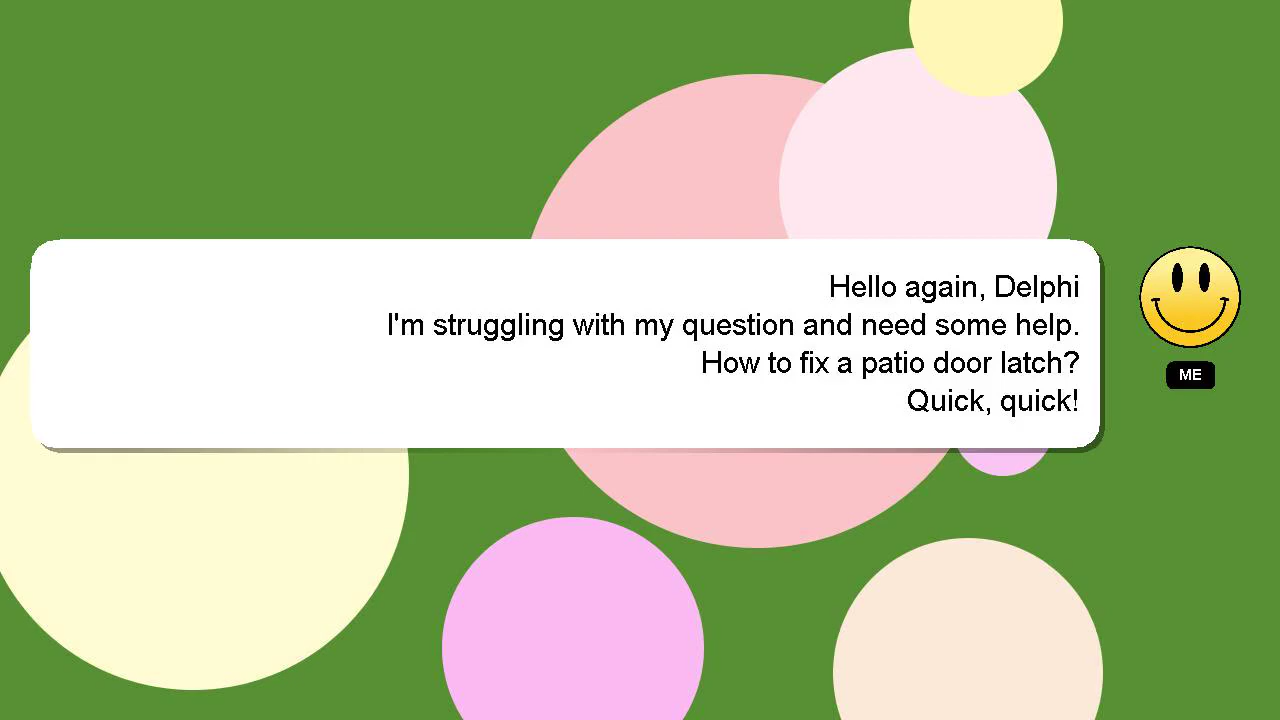 Hello again, Delphi
I'm struggling with my question and need some help.
How to fix a patio door latch?
Quick, quick!
ME